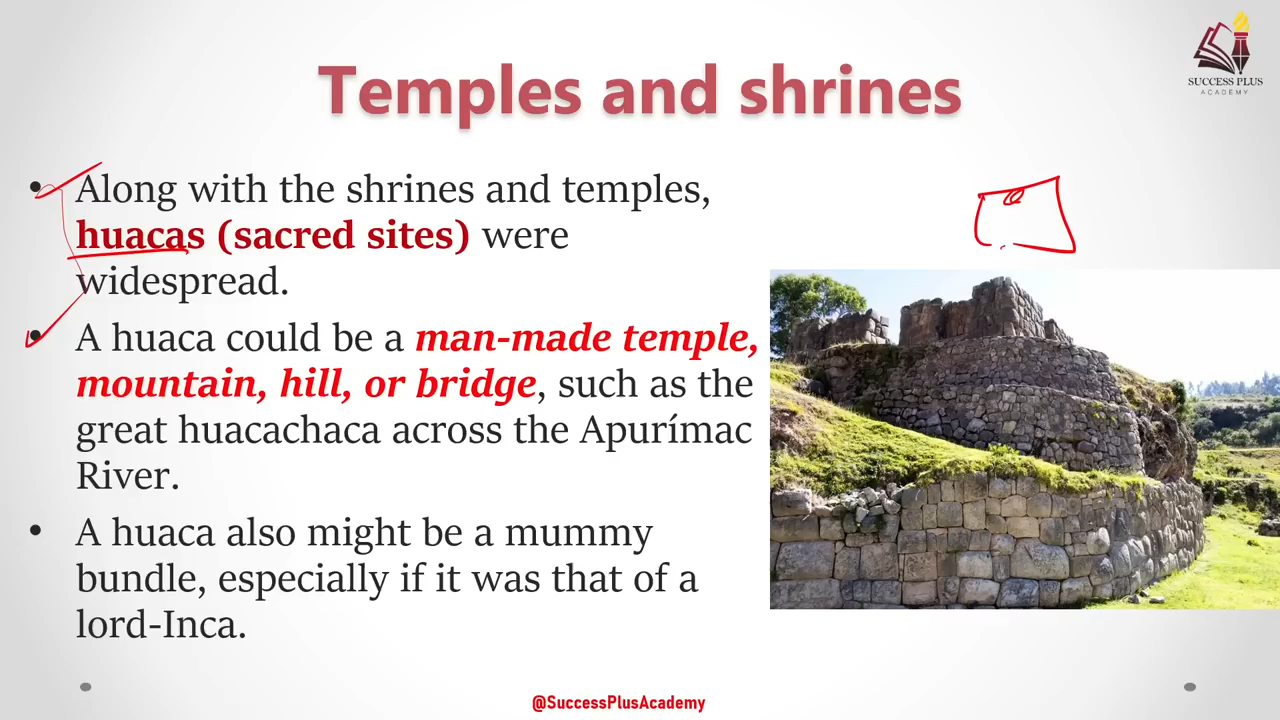 Temples and shrines
SUCCESS PLUS
ACADEMY
• Along with the shrines and temples,
huacas (sacred sites) were
widespread.
• A huaca could be a man-made temple,
mountain, hill, or bridge, such as the
great huacachaca across the Apurímac
River.
• A huaca also might be a mummy
bundle, especially if it was that of a
lord-Inca.
@SuccessPlusAcademy